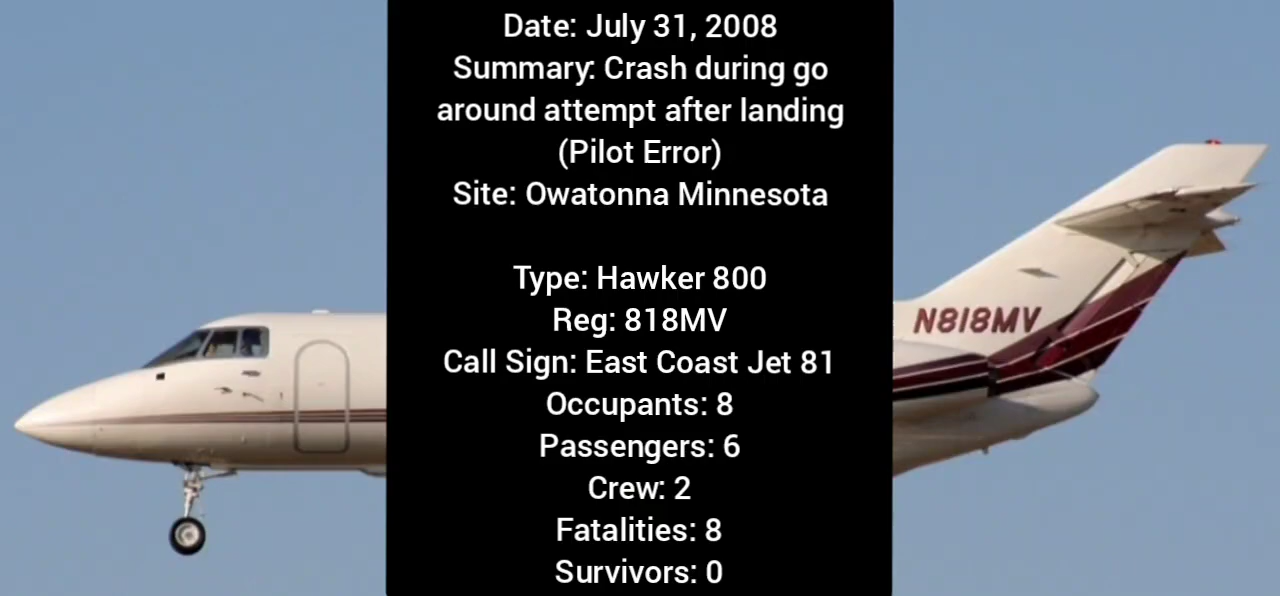 Date: July 31, 2008
Summary: Crash during go
around attempt after landing
(Pilot Error)
Site: Owatonna Minnesota
Type: Hawker 800
Reg: 818MV
Call Sign: East Coast Jet 81
Occupants: 8
Passengers: 6
Crew: 2
Fatalities: 8
Survivors: 0
N818MV